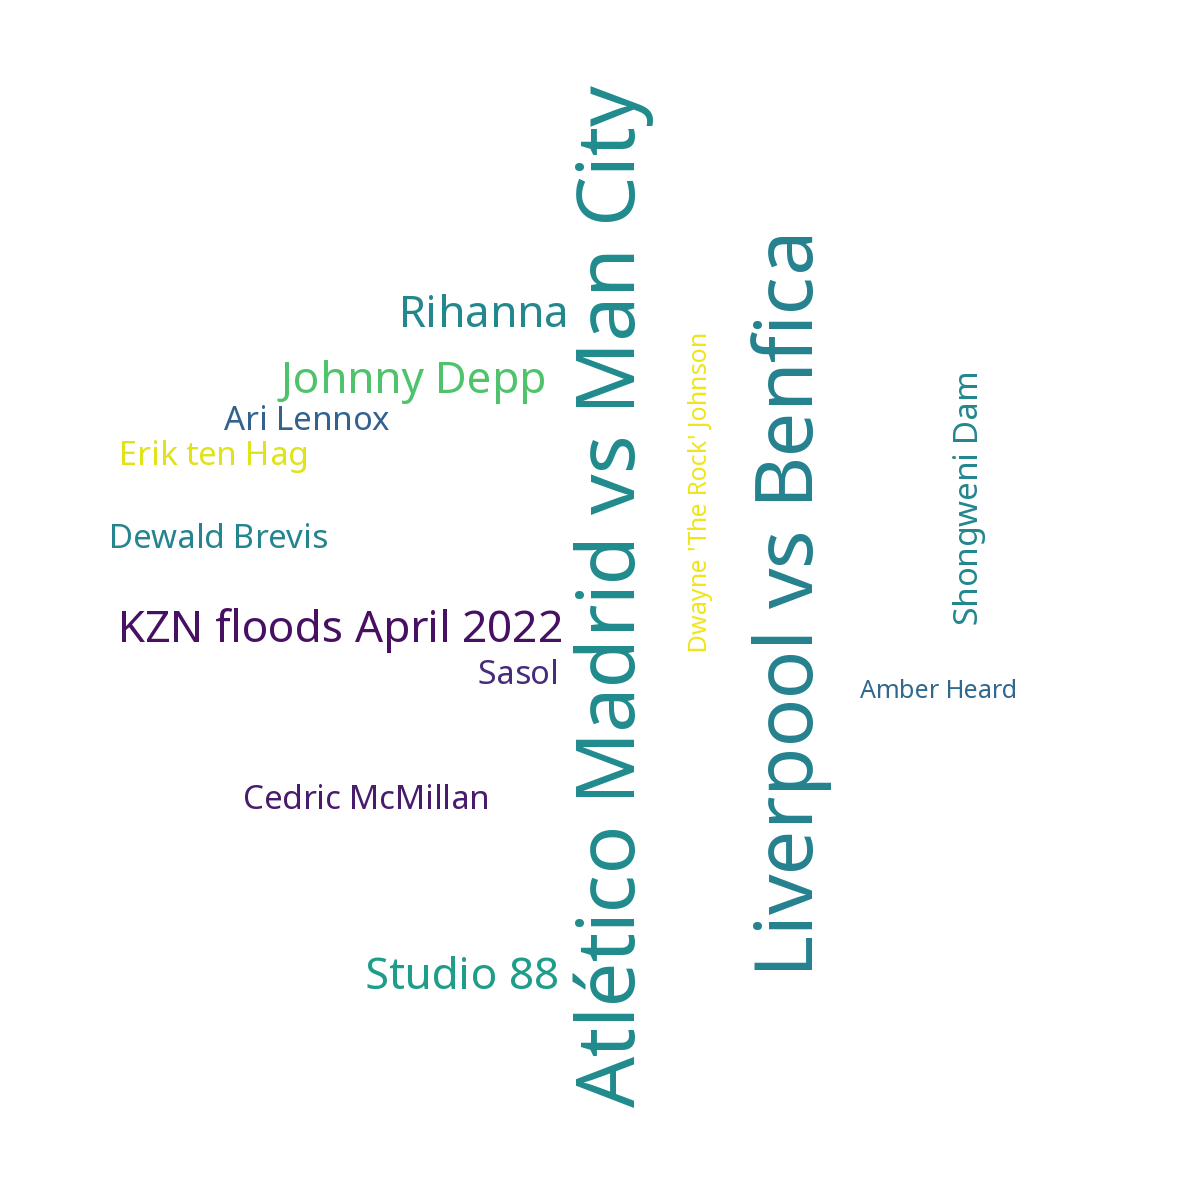 Atlético Madrid vs Man City
Liverpool vs Benfica
Rihanna
Johnny Depp
Ari Lennox
Erik ten Hag
Dewald Brevis
KZN floods April 2022
Sasol
Cedric McMillan
Studio 88
Dwayne 'The Rock' Johnson
Shongweni Dam
Amber Heard